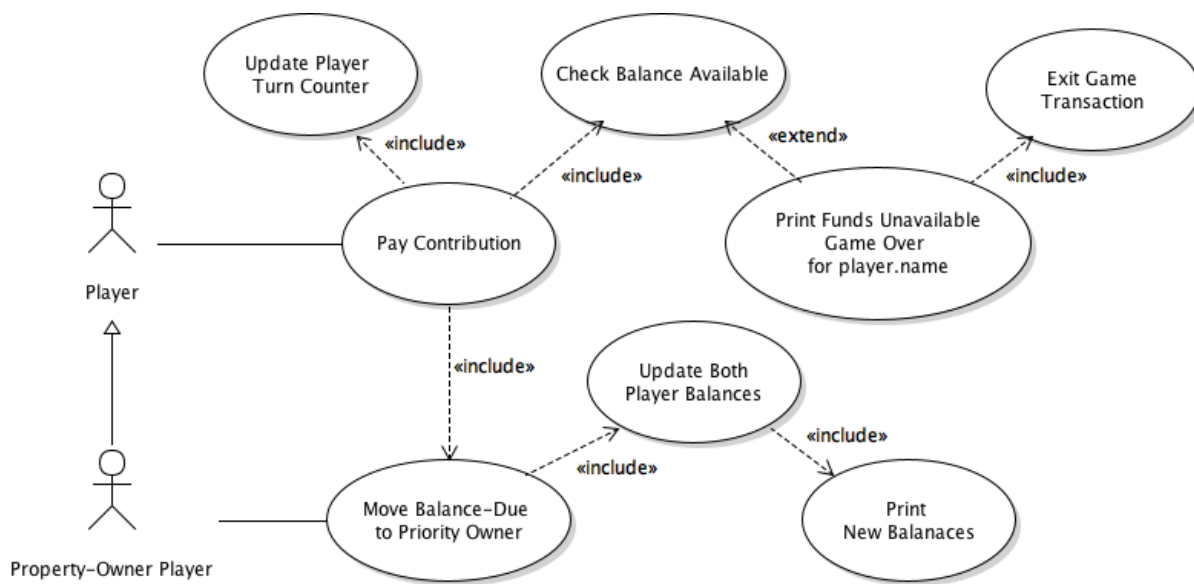 Update Player
Turn Counter
Check Balance Available
Exit Game
Transaction
«include»
«extend»
«include»
«include»
Pay Contribution
Print Funds Unavailable
Game Over
for player.name
Player
«include»
Update Both
Player Balances
«include»
«include»
Move Balance-Due
to Priority Owner
Print
New Balanaces
Property-Owner Player